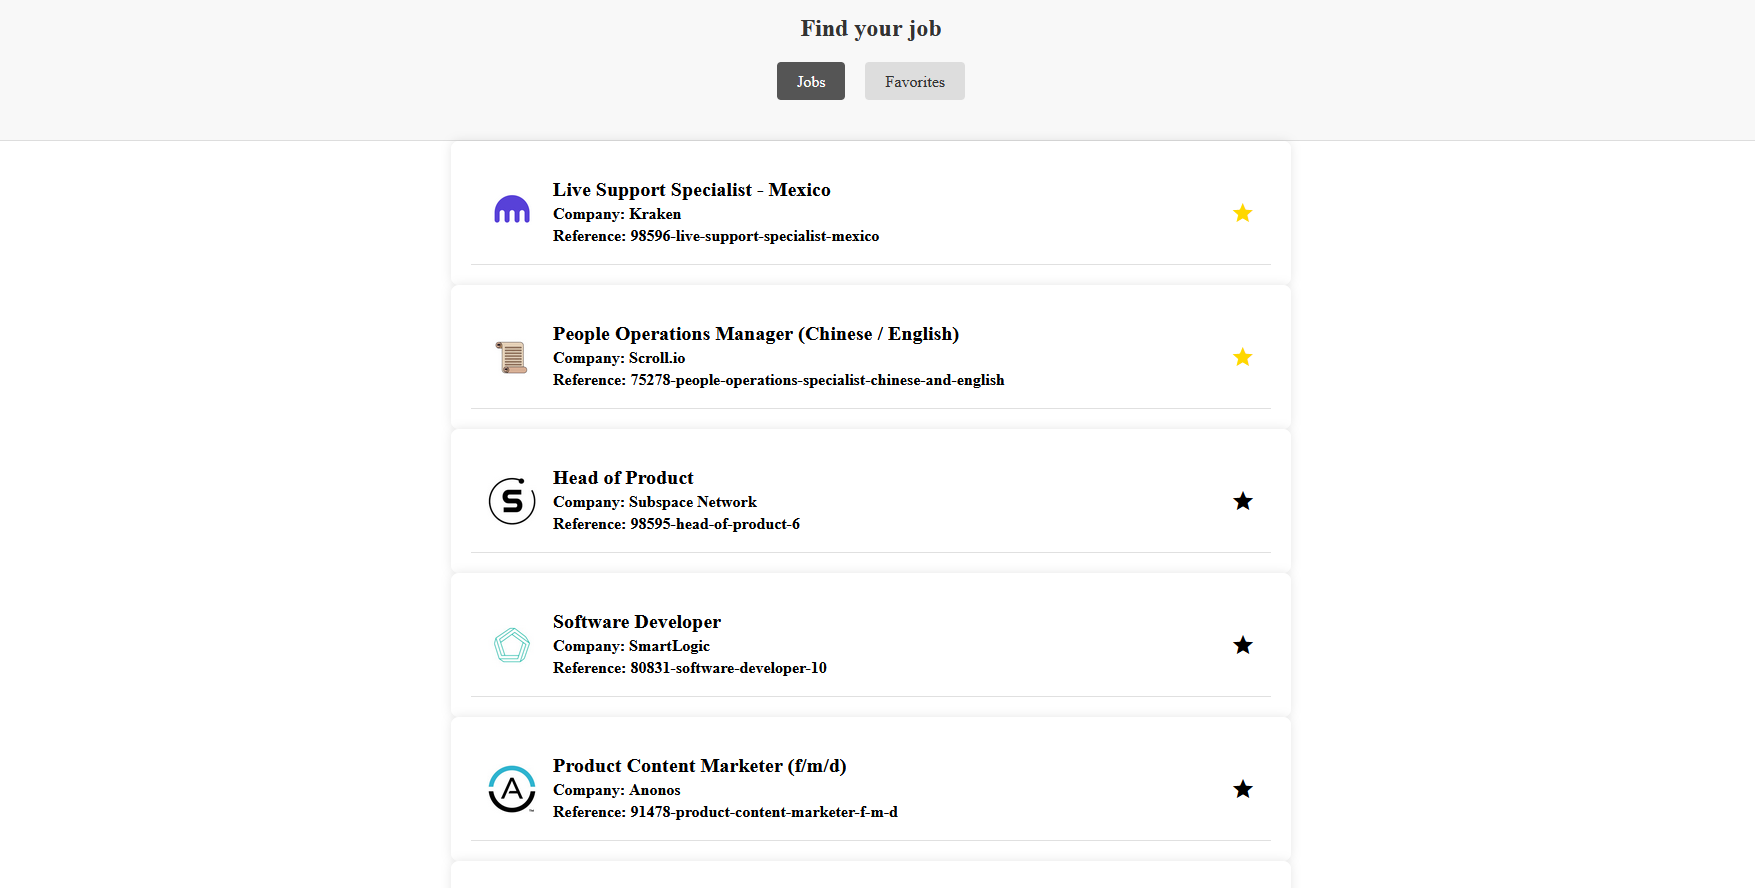 Find your job
Jobs
Favorites
Live Support Specialist - Mexico
Company: Kraken
Reference: 98596-live-support-specialist-mexico
People Operations Manager (Chinese / English)
Company: Scroll.io
Reference: 75278-people-operations-specialist-chinese-and-english
S
Head of Product
Company: Subspace Network
Reference: 98595-head-of-product-6
Software Developer
Company: SmartLogic
Reference: 80831-software-developer-10
A
Product Content Marketer (f/m/d)
Company: Anonos
Reference: 91478-product-content-marketer-f-m-d